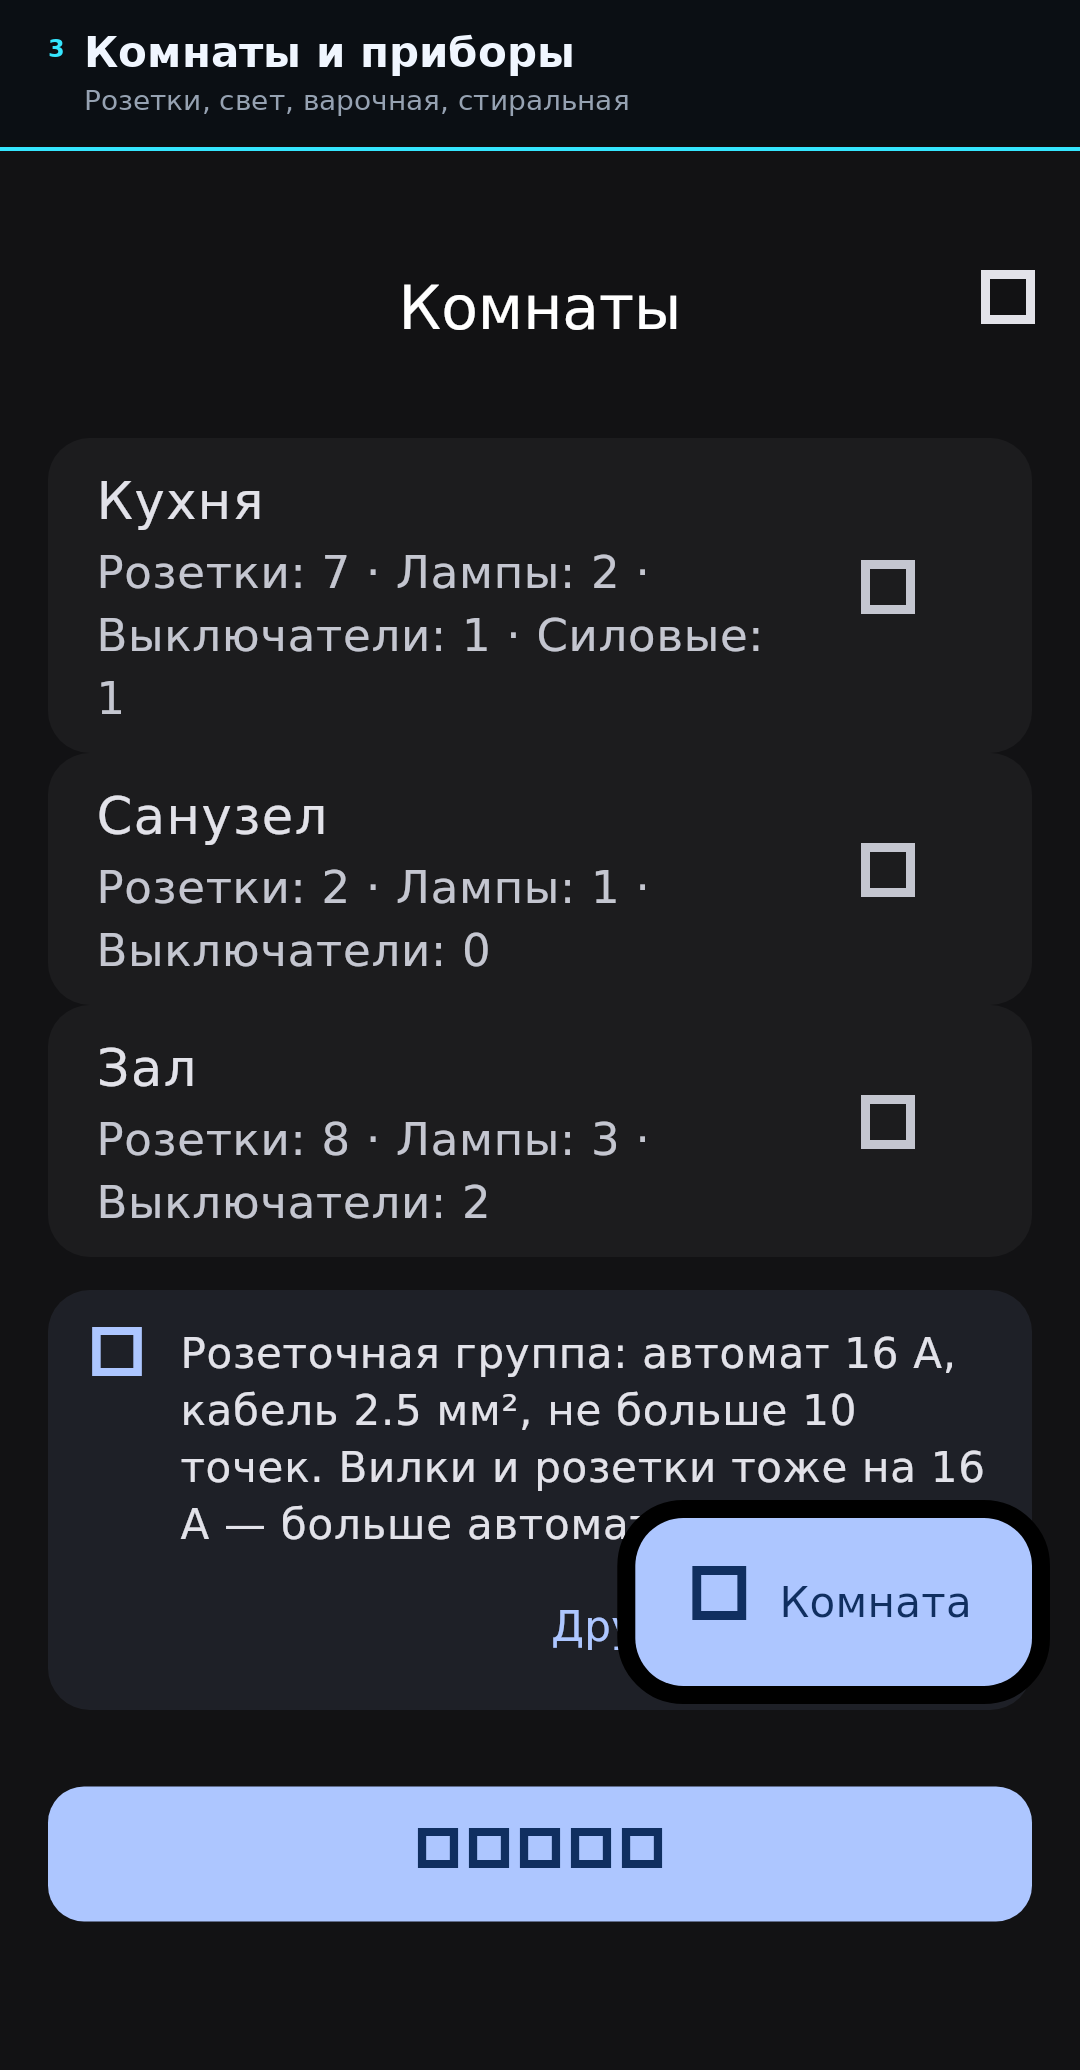 3 Комнаты и приборы
Розетки, свет, варочная, стиральная
Комнаты
Кухня
Розетки: 7 · Лампы: 2 ·
Выключатели: 1 · Силовые:
1
Санузел
Розетки: 2 · Лампы: 1 ·
Выключатели: 0
Зал
Розетки: 8 · Лампы: 3 ·
Выключатели: 2
Розеточная группа: автомат 16 А,
кабель 2.5 мм², не больше 10
точек. Вилки и розетки тоже на 16
А — больше
Комната